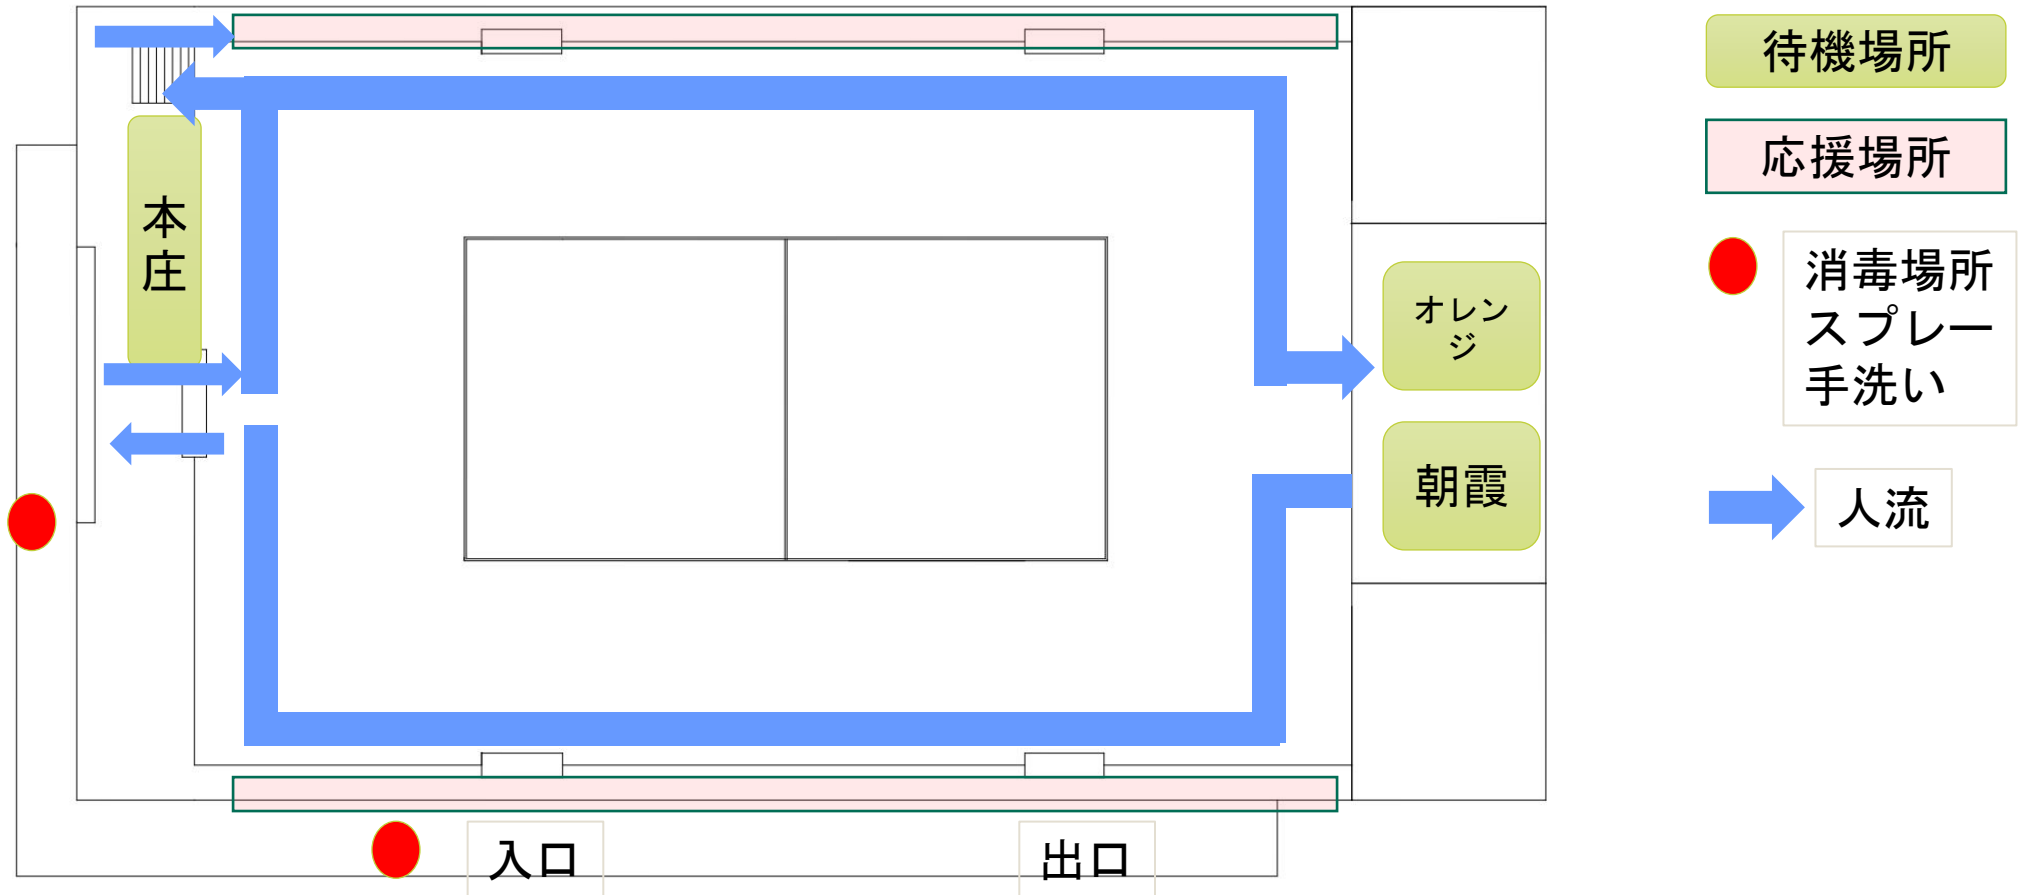 待機場所
応援場所
本
庄
消毒場所
スプレー
手洗い
オレン
ジ
朝霞
人流
入口
出口